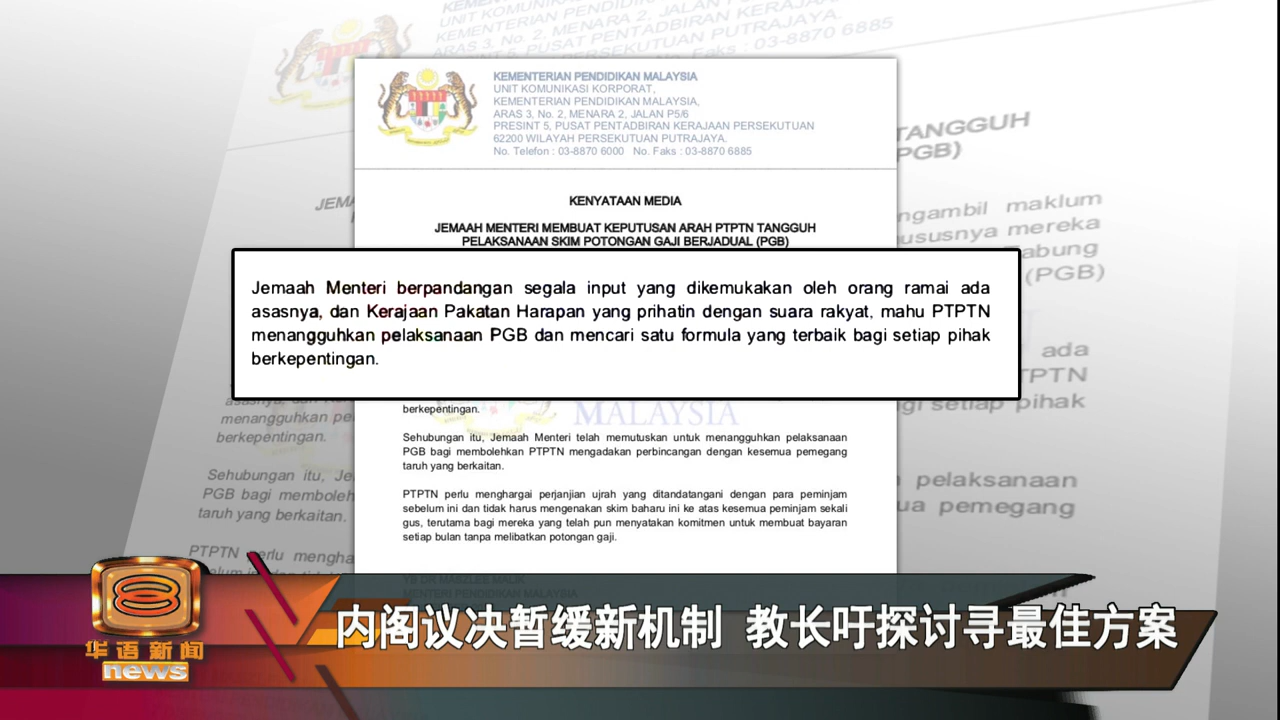 KEMENTERIAN PENDIDIKAN MALAYSIA
UNIT KOMUNIKASI KORPORAT,
KEMENTERIAN PENDIDIKAN MALAYSIA,
ARAS 3, No. 2, MENARA 2, JALAN P5/6
PRESINT 5, PUSAT PENTADBIRAN KERAJAAN PERSEKUTUAN
62200 WILAYAH PERSEKUTUAN PUTRAJAYA.
No. Telefon : 03-8870 6000 No. Faks : 03-8870 6885
KENYATAAN MEDIA
JEMAAH MENTERI MEMBUAT KEPUTUSAN ARAH PTPTN TANGGUH
PELAKSANAAN SKIM POTONGAN GAJI BERJADUAL (PGB)
Jemaah Menteri berpandangan segala input yang dikemukakan oleh orang ramai ada
asasnya, dan Kerajaan Pakatan Harapan yang prihatin dengan suara rakyat, mahu PTPTN
menangguhkan pelaksanaan PGB dan mencari satu formula yang terbaik bagi setiap pihak
berkepentingan.
berkepentingan.
MALAYSIA
Sehubungan itu, Jemaah Menteri telah memutuskan untuk menangguhkan pelaksanaan
PGB bagi membolehkan PTPTN mengadakan perbincangan dengan kesemua pemegang
taruh yang berkaitan.
PTPTN perlu menghargai perjanjian ujrah yang ditandatangani dengan para peminjam
sebelum ini dan tidak harus mengenakan skim baharu ini ke atas kesemua peminjam sekali
gus, terutama bagi mereka yang telah pun menyatakan komitmen untuk membuat bayaran
setiap bulan tanpa melibatkan potongan gaji.
YB DR MASZLEE MALIK
MENTERI PENDIDIKAN MALAYSIA
内阁议决暂缓新机制 教长吁探讨寻最佳方案
8
华语新闻
news